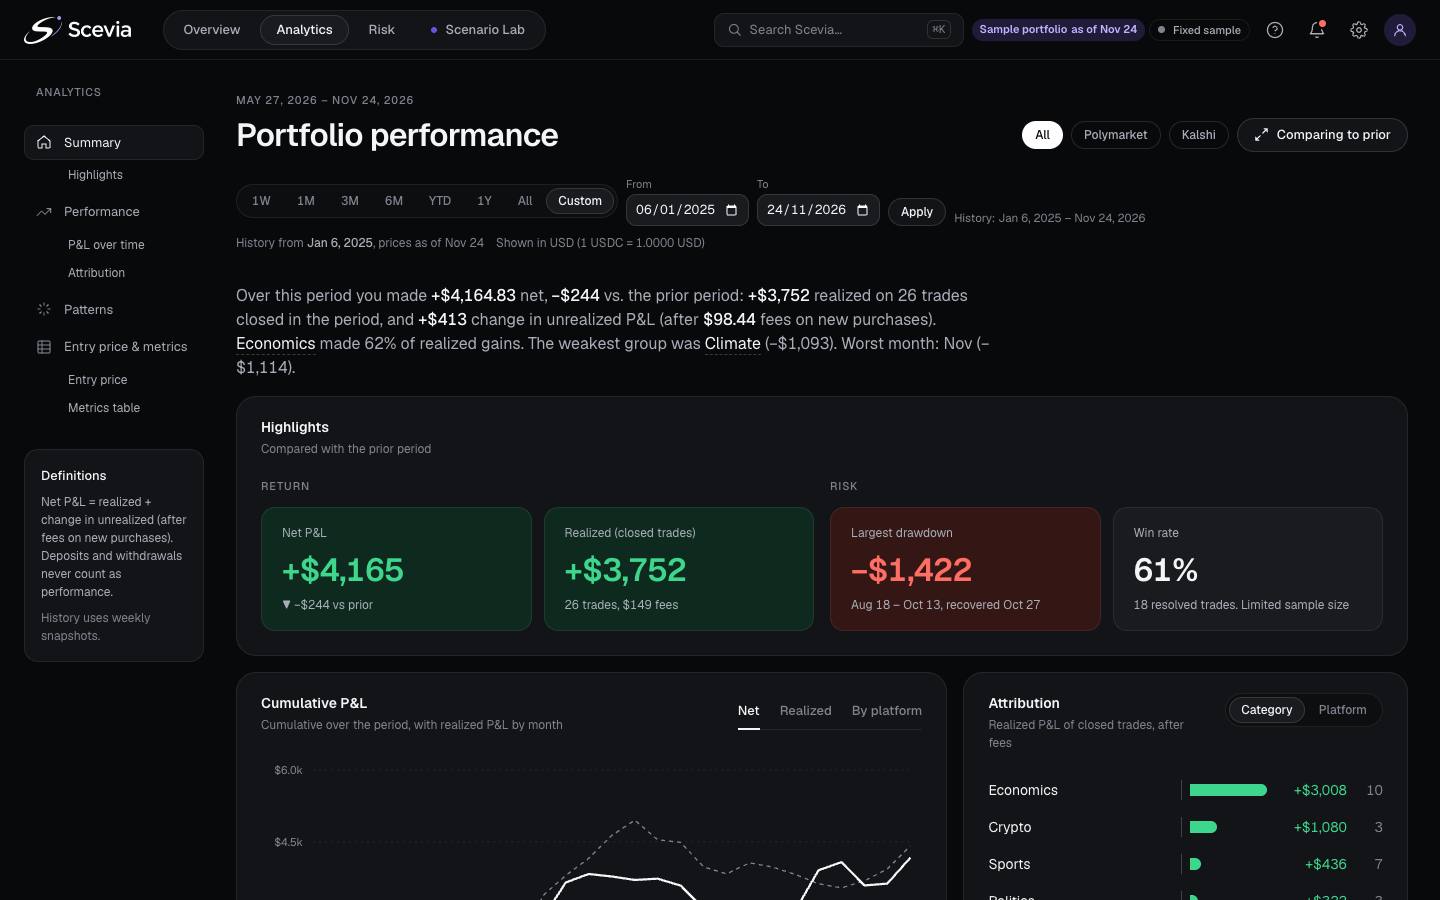 Scevia
Overview
Analytics
Risk
Scenario Lab
Search Scevia...
⌘K
Sample portfolio as of Nov 24
Fixed sample
ANALYTICS
Summary
Highlights
Performance
P&L over time
Attribution
Patterns
Entry price & metrics
Entry price
Metrics table
Definitions
Net P&L = realized +
change in unrealized (after
fees on new purchases).
Deposits and withdrawals
never count as
performance.
History uses weekly
snapshots.
MAY 27, 2026 – NOV 24, 2026
Portfolio performance
All
Polymarket
Kalshi
Comparing to prior
1W
1M
3M
6M
YTD
1Y
All
Custom
From
06/01/2025
To
24/11/2026
Apply
History: Jan 6, 2025 – Nov 24, 2026
History from Jan 6, 2025, prices as of Nov 24
Shown in USD (1 USDC = 1.0000 USD)
Over this period you made +$4,164.83 net, −$244 vs. the prior period: +$3,752 realized on 26 trades
closed in the period, and +$413 change in unrealized P&L (after $98.44 fees on new purchases).
Economics made 62% of realized gains. The weakest group was Climate (−$1,093). Worst month: Nov (−
$1,114).
Highlights
Compared with the prior period
RETURN
Net P&L
+$4,165
▼ −$244 vs prior
Realized (closed trades)
+$3,752
26 trades, $149 fees
RISK
Largest drawdown
−$1,422
Aug 18 – Oct 13, recovered Oct 27
Win rate
61%
18 resolved trades. Limited sample size
Cumulative P&L
Cumulative over the period, with realized P&L by month
Net
Realized
By platform
$6.0k
$4.5k
Attribution
Realized P&L of closed trades, after
fees
Category
Platform
Economics +$3,008 10
Crypto +$1,080 3
Sports +$436 7